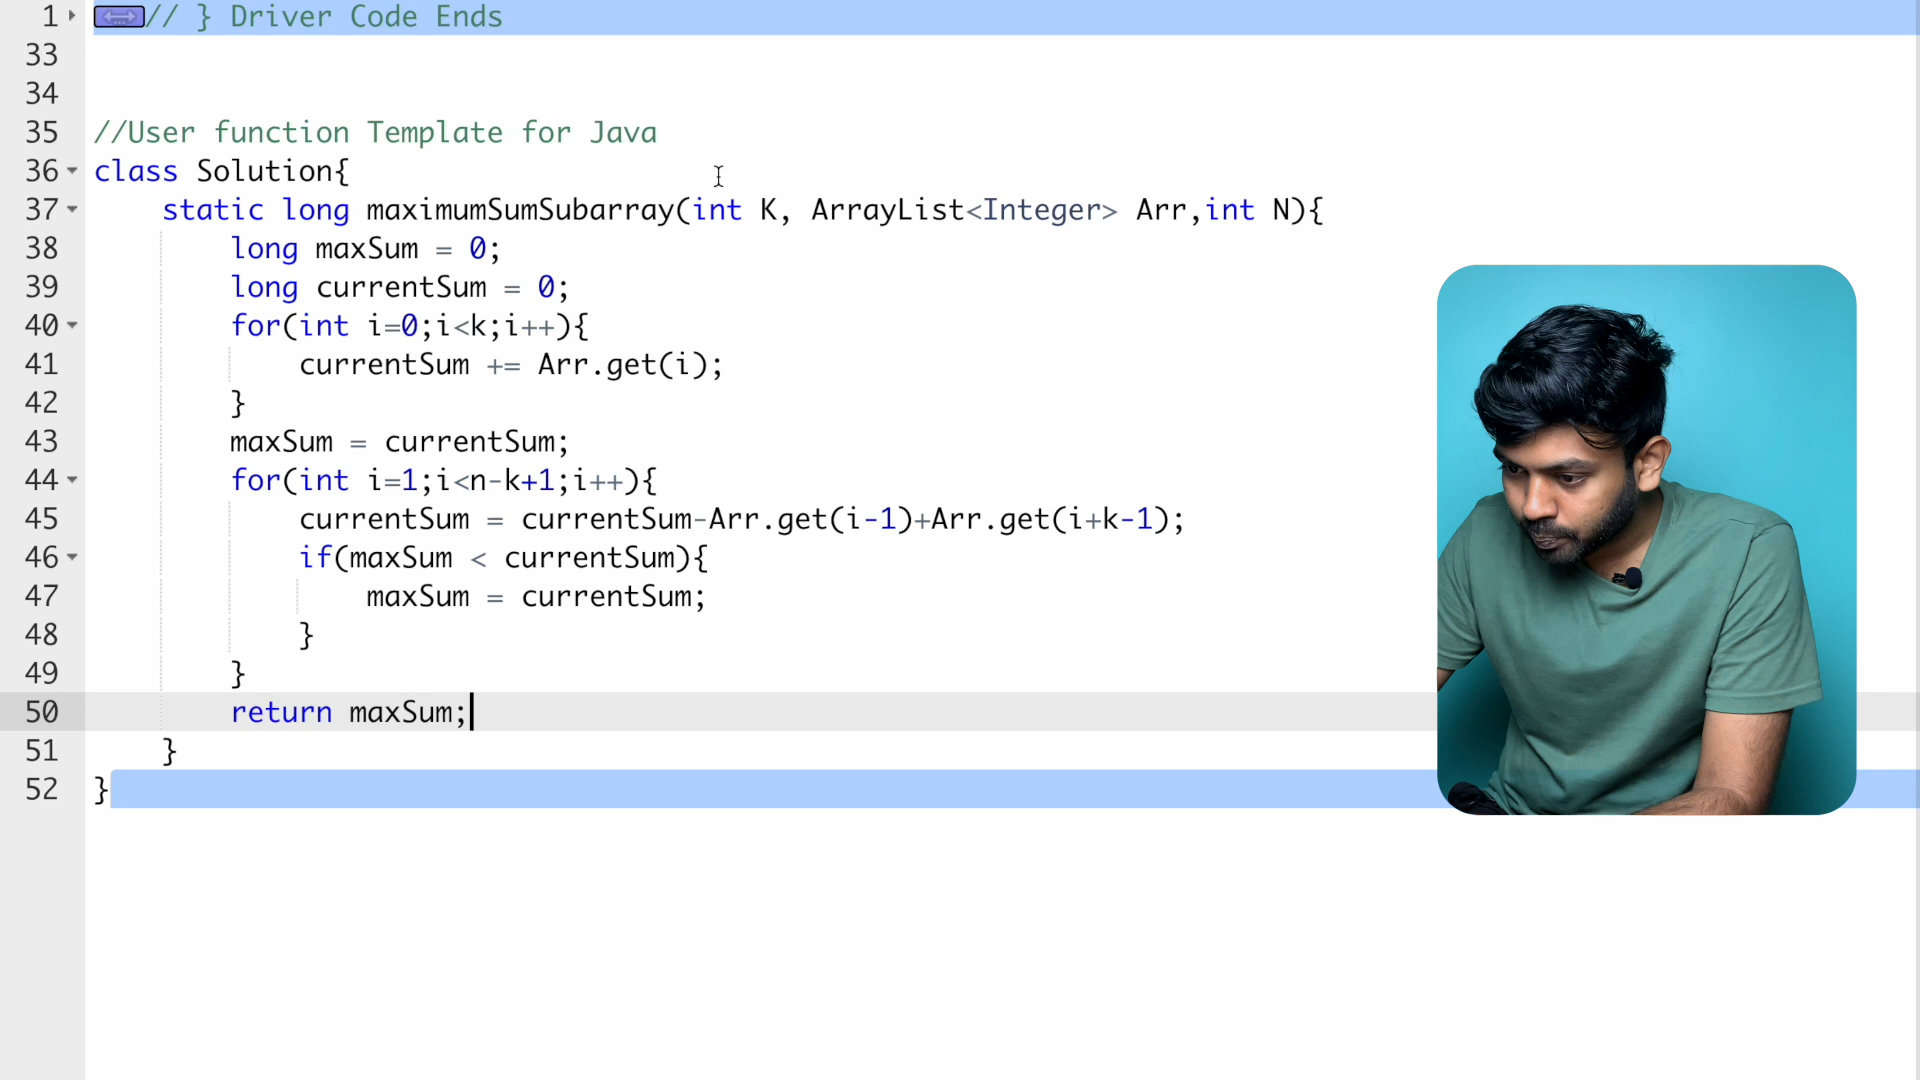 1 // } Driver Code Ends
33
34
35 //User function Template for Java
36 class Solution{
37 static long maximumSumSubarray(int K, ArrayList<Integer> Arr,int N){
38 long maxSum = 0;
39 long currentSum = 0;
40 for(int i=0;i<k;i++){
41 currentSum += Arr.get(i);
42 }
43 maxSum = currentSum;
44 for(int i=1;i<n-k+1;i++){
45 currentSum = currentSum-Arr.get(i-1)+Arr.get(i+k-1);
46 if(maxSum < currentSum){
47 maxSum = currentSum;
48 }
49 }
50 return maxSum;
51 }
52 }